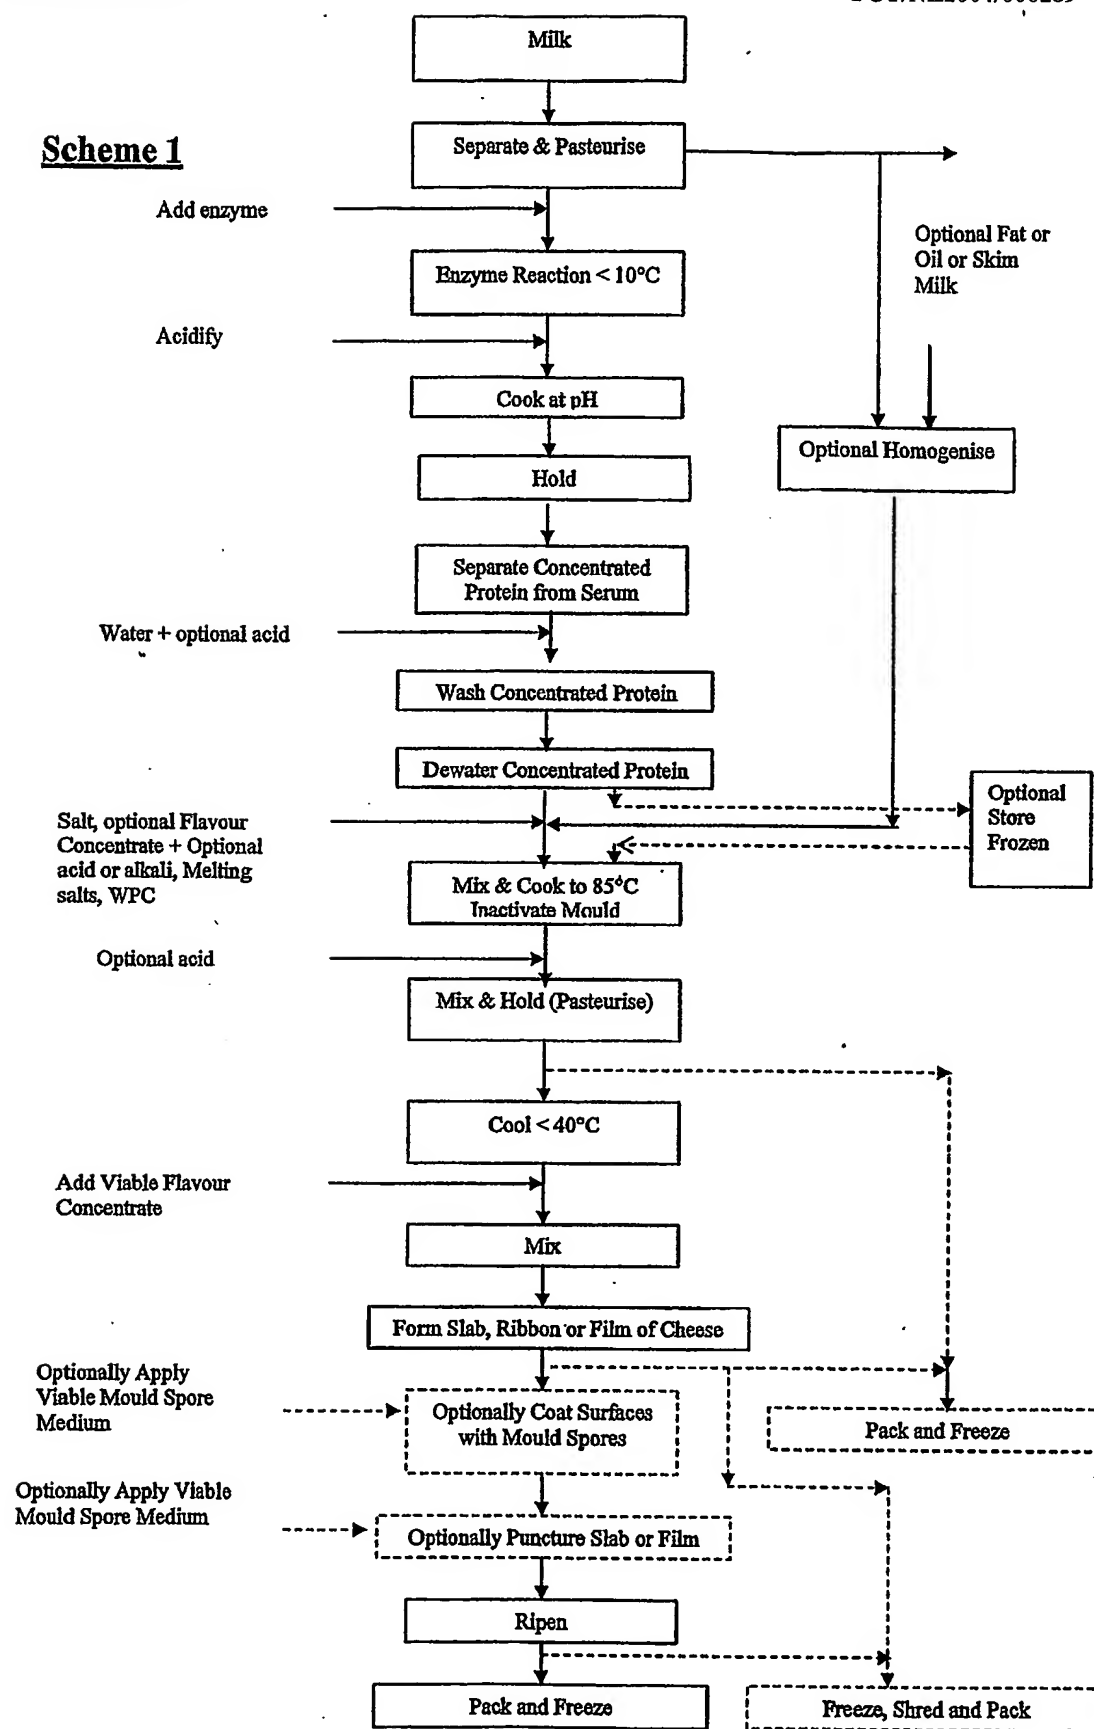 Milk
Scheme 1
Separate & Pasteurise
Add enzyme
Optional Fat or
Oil or Skim
Milk
Enzyme Reaction < 10°C
Acidify
Cook at pH
Optional Homogenise
Hold
Separate Concentrated
Protein from Serum
Water + optional acid
Wash Concentrated Protein
Dewater Concentrated Protein
Optional
Store
Frozen
Salt, optional Flavour
Concentrate + Optional
acid or alkali, Melting
salts, WPC
Mix & Cook to 85°C
Inactivate Mould
Optional acid
Mix & Hold (Pasteurise)
Cool < 40°C
Add Viable Flavour
Concentrate
Mix
Form Slab, Ribbon or Film of Cheese
Optionally Apply
Viable Mould Spore
Medium
Optionally Coat Surfaces
with Mould Spores
Pack and Freeze
Optionally Apply Viable
Mould Spore Medium
Optionally Puncture Slab or Film
Ripen
Pack and Freeze
Freeze, Shred and Pack